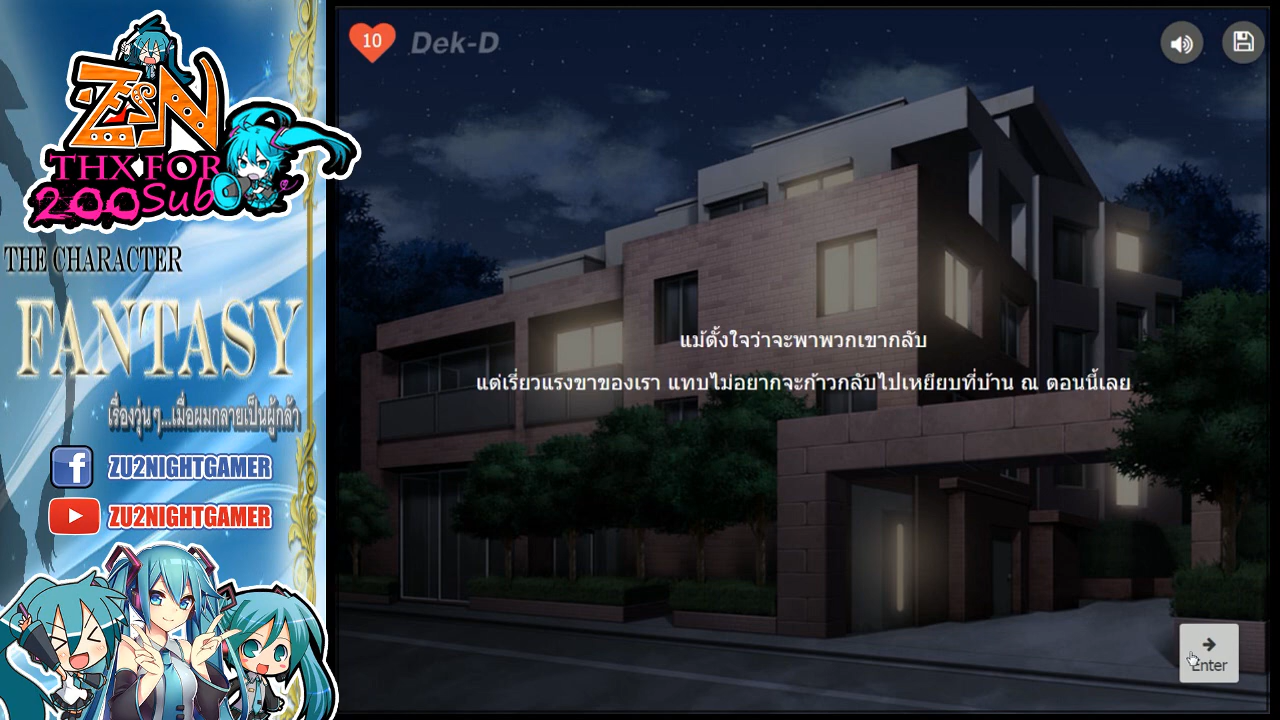 ZSN
THX FOR
200Sub
THE CHARACTER
FANTASY
เรื่องวุ่นๆ...เมื่อผมกลายเป็นผู้กล้า
ZU2NIGHTGAMER
ZU2NIGHTGAMER
10
Dek-D
แม้ตั้งใจว่าจะพาพวกเขากลับ
แต่เรี่ยวแรงขาของเรา แทบไม่อยากจะก้าวกลับไปเหยียบที่บ้าน ณ ตอนนี้เลย
Enter